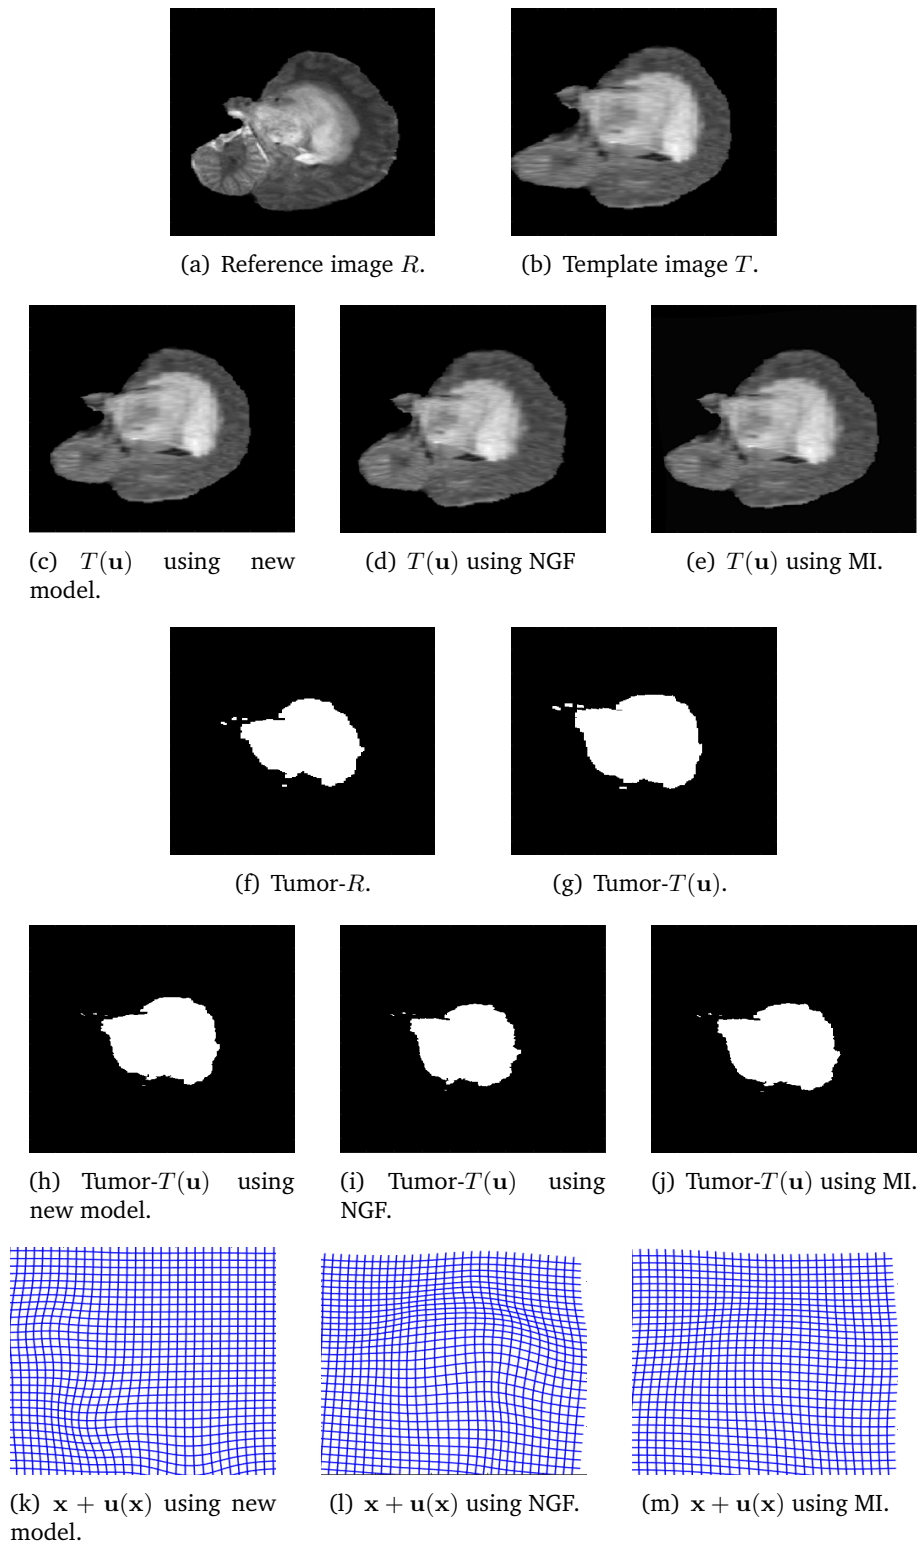 (a) Reference image R.
(b) Template image T.
(c) T(u) using new
model.
(d) T(u) using NGF
(e) T(u) using MI.
(f) Tumor-R.
(g) Tumor-T(u).
(h) Tumor-T(u) using
new model.
(i) Tumor-T(u) using
NGF.
(j) Tumor-T(u) using MI.
(k) x + u(x) using new
model.
(l) x + u(x) using NGF.
(m) x + u(x) using MI.